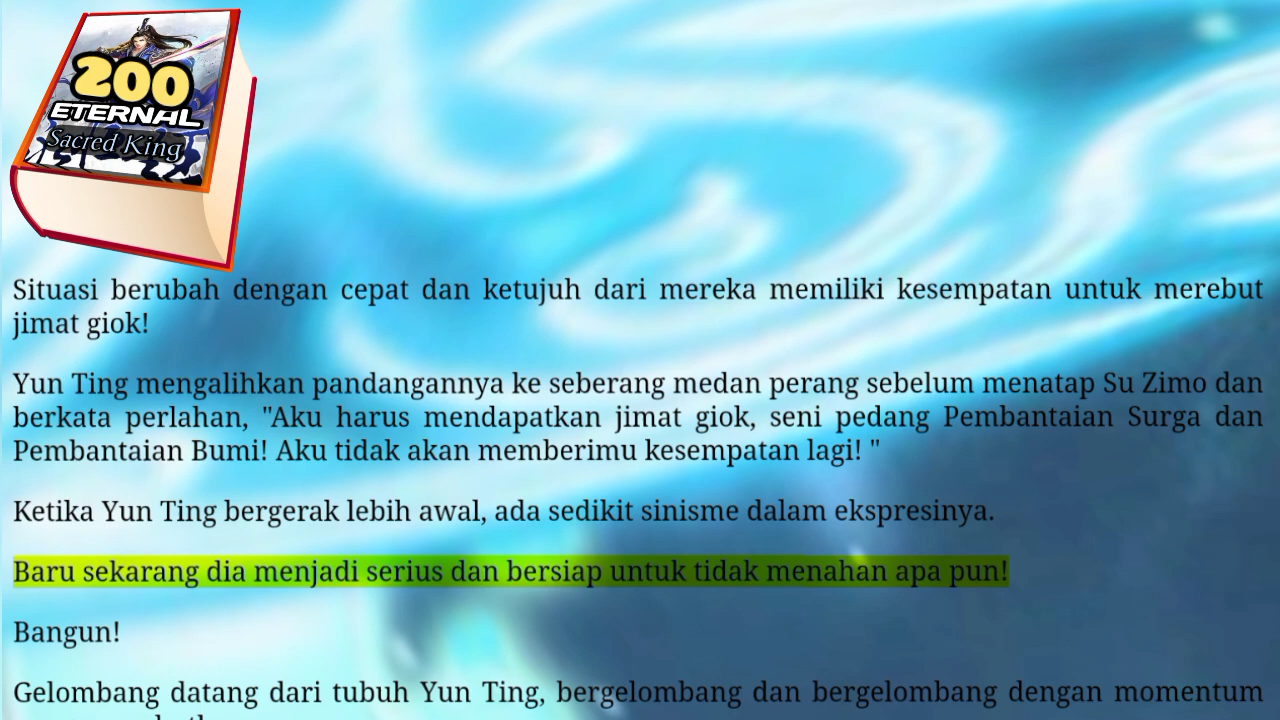 200
ETERNAL
Sacred King
Situasi berubah dengan cepat dan ketujuh dari mereka memiliki kesempatan untuk merebut
jimat giok!
Yun Ting mengalihkan pandangannya ke seberang medan perang sebelum menatap Su Zimo dan
berkata perlahan, "Aku harus mendapatkan jimat giok, seni pedang Pembantaian Surga dan
Pembantaian Bumi! Aku tidak akan memberimu kesempatan lagi! "
Ketika Yun Ting bergerak lebih awal, ada sedikit sinisme dalam ekspresinya.
Baru sekarang dia menjadi serius dan bersiap untuk tidak menahan apa pun!
Bangun!
Gelombang datang dari tubuh Yun Ting, bergelombang dan bergelombang dengan momentum